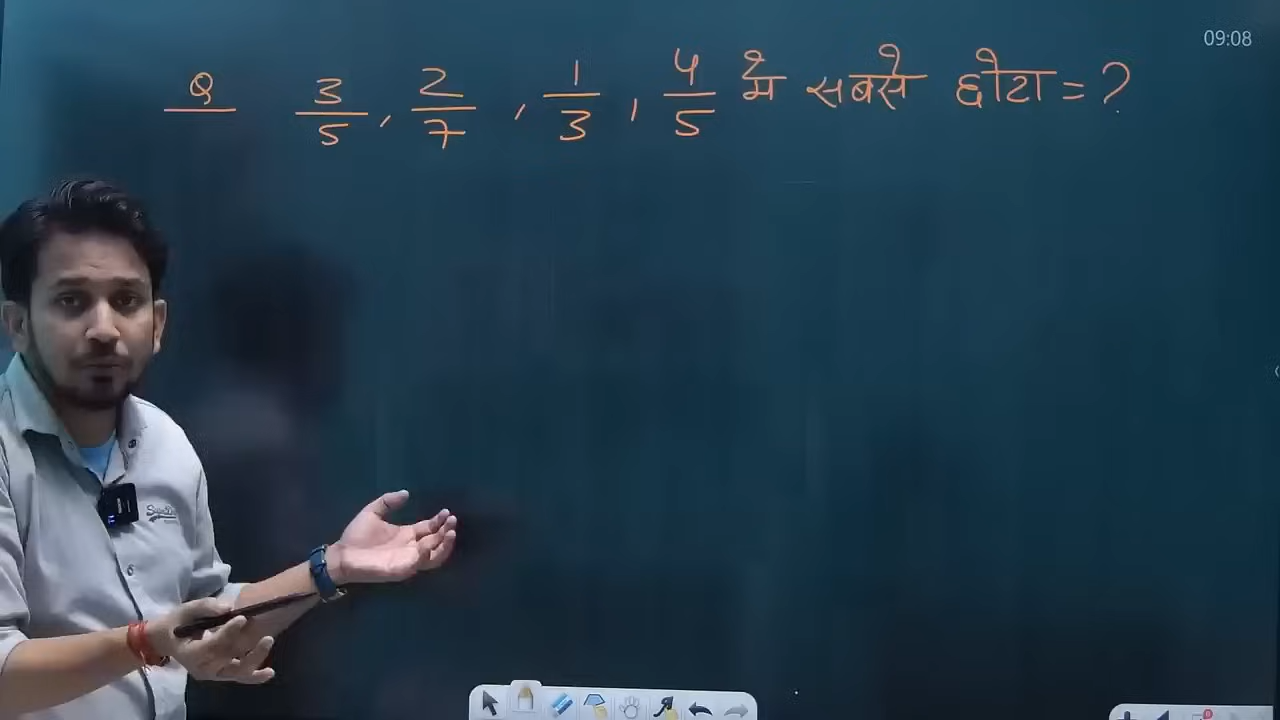 09:08
Q 3/5, 2/7, 1/3, 4/5 में सबसे छोटा = ?